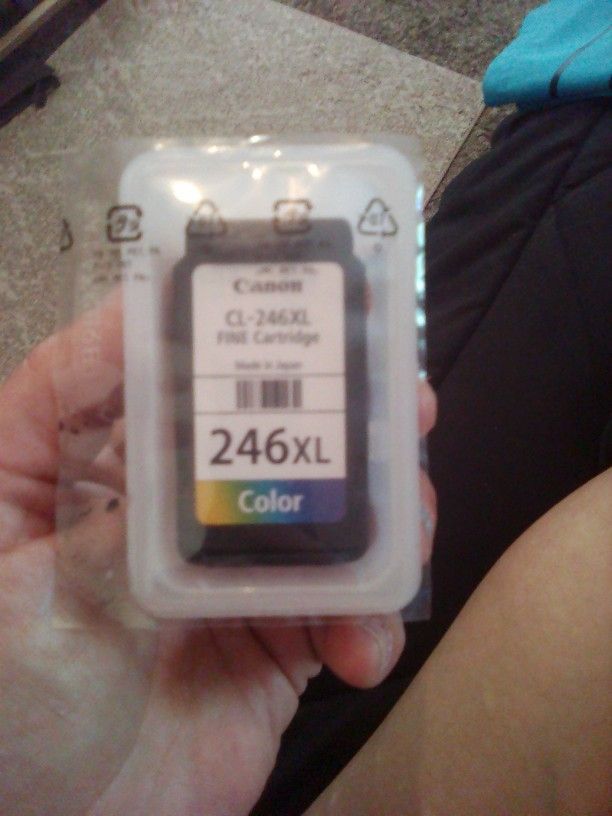 Canon
CL-246XL
FINE Cartridge
Made in Japan
246XL
Color